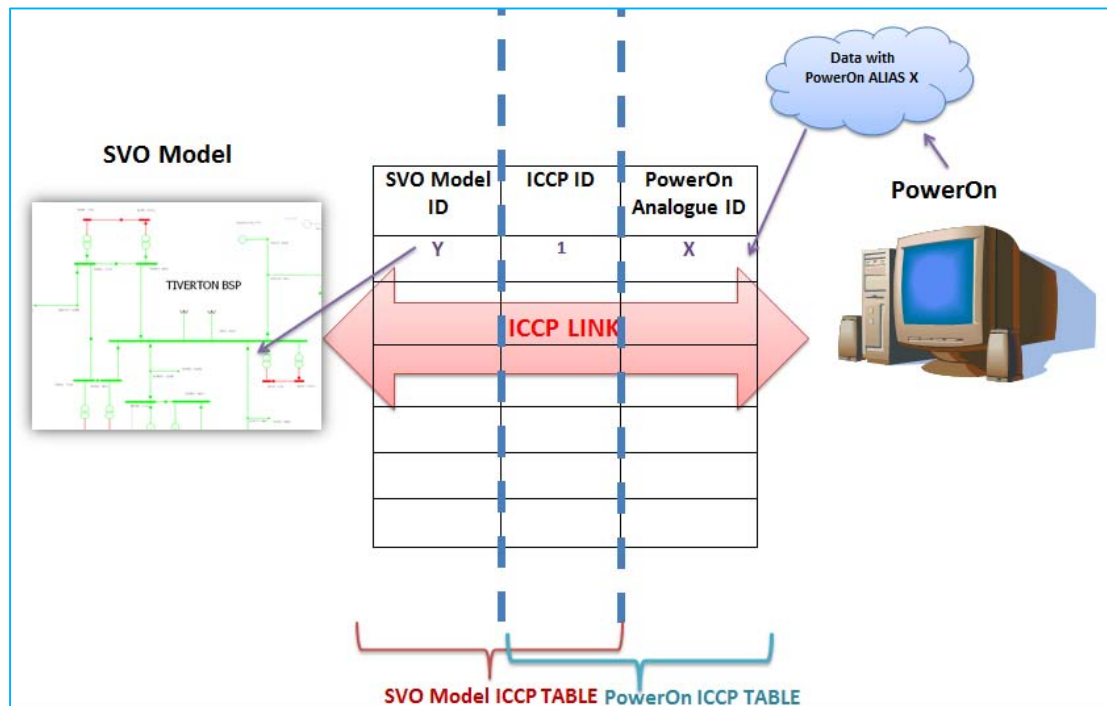 Data with
PowerOn ALIAS X
SVO Model
PowerOn
SVO Model
ID
ICCP ID
PowerOn
Analogue ID
Y
1
X
TIVERTON BSP
ICCP LINK
SVO Model ICCP TABLE
PowerOn ICCP TABLE